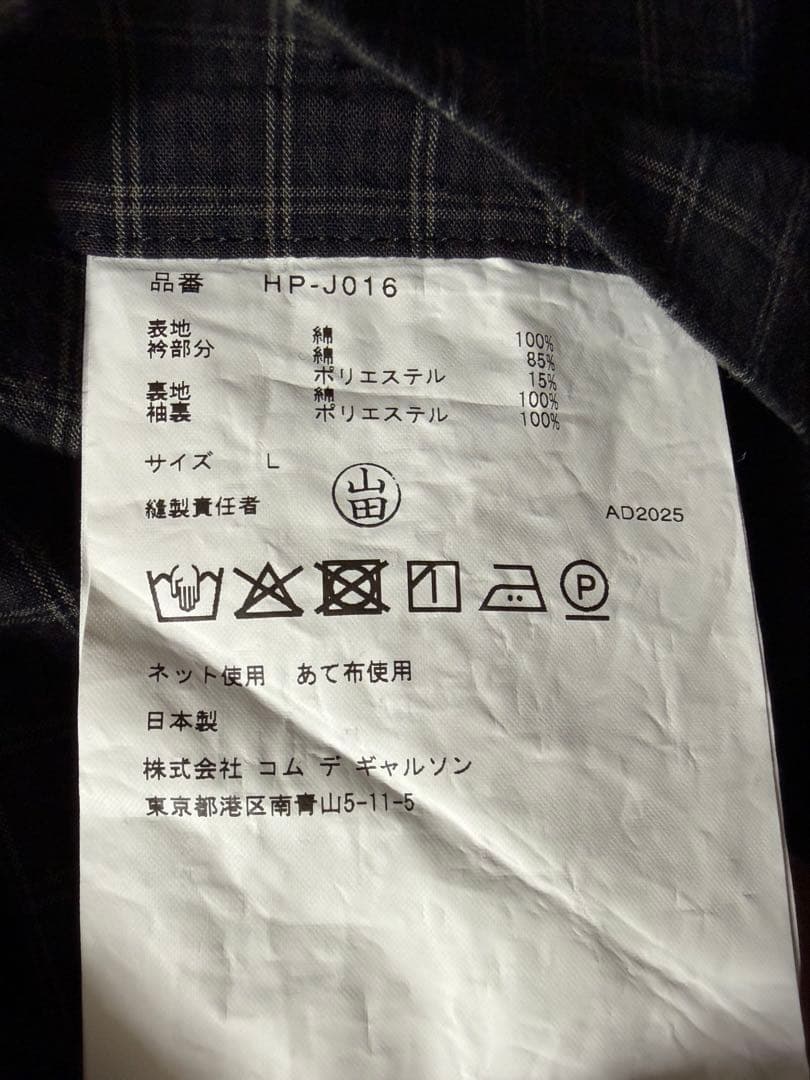 品番 HP-J016
表地 綿 100%
衿部分 綿 85%
ポリエステル 15%
裏地 綿 100%
袖裏 ポリエステル 100%
サイズ L
縫製責任者 山田 AD2025
P
ネット使用 あて布使用
日本製
株式会社 コム デ ギャルソン
東京都港区南青山5-11-5